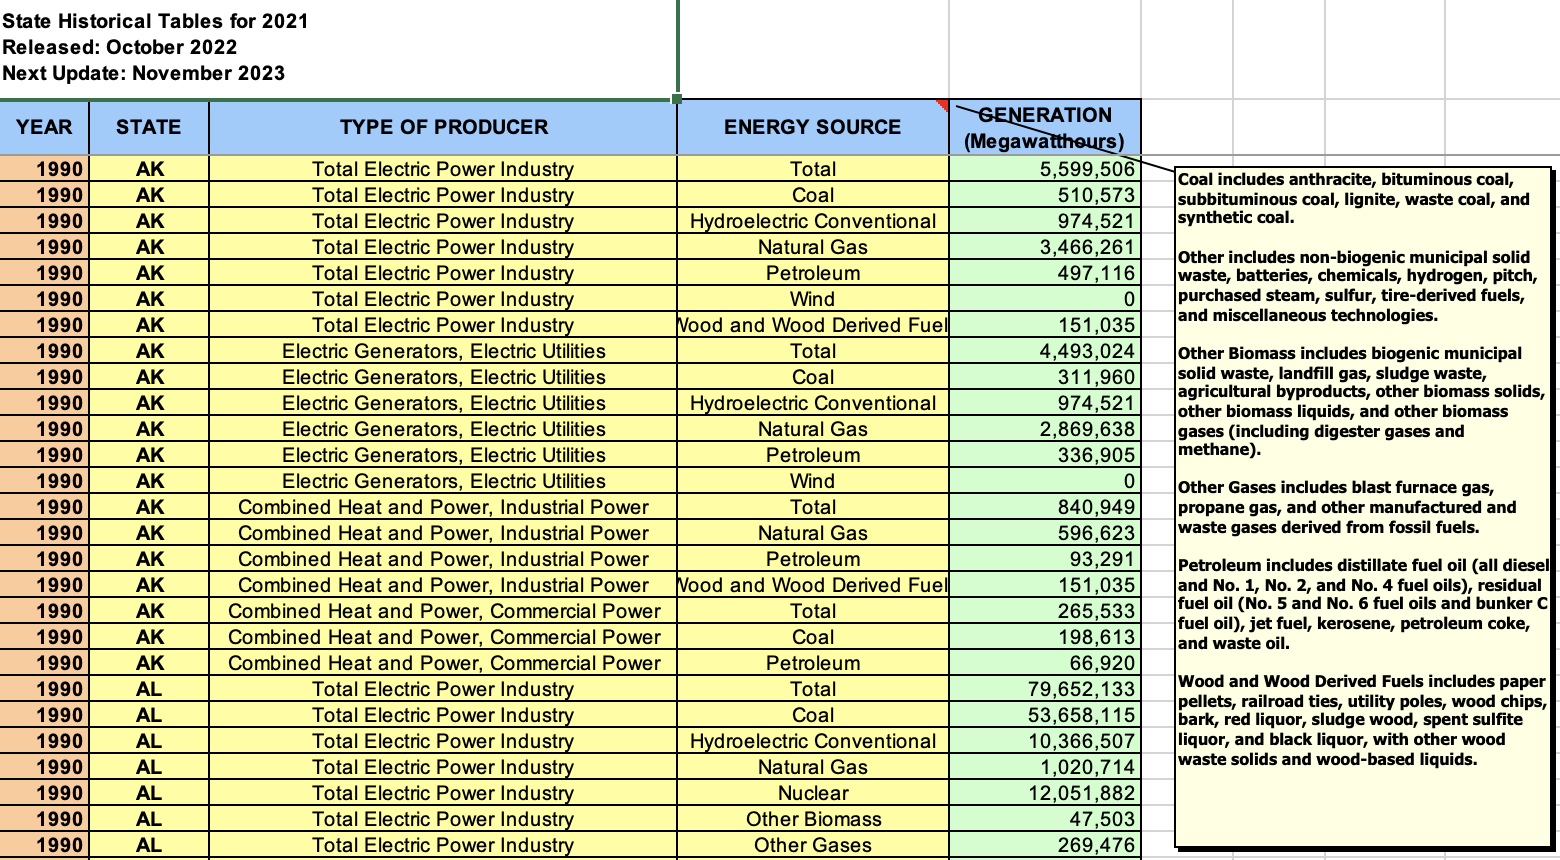 State Historical Tables for 2021
Released: October 2022
Next Update: November 2023
YEAR STATE TYPE OF PRODUCER ENERGY SOURCE GENERATION (Megawatthours)
1990 AK Total Electric Power Industry Total 5,599,506
1990 AK Total Electric Power Industry Coal 510,573
1990 AK Total Electric Power Industry Hydroelectric Conventional 974,521
1990 AK Total Electric Power Industry Natural Gas 3,466,261
1990 AK Total Electric Power Industry Petroleum 497,116
1990 AK Total Electric Power Industry Wind 0
1990 AK Total Electric Power Industry Wood and Wood Derived Fuel 151,035
1990 AK Electric Generators, Electric Utilities Total 4,493,024
1990 AK Electric Generators, Electric Utilities Coal 311,960
1990 AK Electric Generators, Electric Utilities Hydroelectric Conventional 974,521
1990 AK Electric Generators, Electric Utilities Natural Gas 2,869,638
1990 AK Electric Generators, Electric Utilities Petroleum 336,905
1990 AK Electric Generators, Electric Utilities Wind 0
1990 AK Combined Heat and Power, Industrial Power Total 840,949
1990 AK Combined Heat and Power, Industrial Power Natural Gas 596,623
1990 AK Combined Heat and Power, Industrial Power Petroleum 93,291
1990 AK Combined Heat and Power, Industrial Power Wood and Wood Derived Fuel 151,035
1990 AK Combined Heat and Power, Commercial Power Total 265,533
1990 AK Combined Heat and Power, Commercial Power Coal 198,613
1990 AK Combined Heat and Power, Commercial Power Petroleum 66,920
1990 AL Total Electric Power Industry Total 79,652,133
1990 AL Total Electric Power Industry Coal 53,658,115
1990 AL Total Electric Power Industry Hydroelectric Conventional 10,366,507
1990 AL Total Electric Power Industry Natural Gas 1,020,714
1990 AL Total Electric Power Industry Nuclear 12,051,882
1990 AL Total Electric Power Industry Other Biomass 47,503
1990 AL Total Electric Power Industry Other Gases 269,476
Coal includes anthracite, bituminous coal,
subbituminous coal, lignite, waste coal, and
synthetic coal.
Other includes non-biogenic municipal solid
waste, batteries, chemicals, hydrogen, pitch,
purchased steam, sulfur, tire-derived fuels,
and miscellaneous technologies.
Other Biomass includes biogenic municipal
solid waste, landfill gas, sludge waste,
agricultural byproducts, other biomass solids,
other biomass liquids, and other biomass
gases (including digester gases and
methane).
Other Gases includes blast furnace gas,
propane gas, and other manufactured and
waste gases derived from fossil fuels.
Petroleum includes distillate fuel oil (all diesel
and No. 1, No. 2, and No. 4 fuel oils), residual
fuel oil (No. 5 and No. 6 fuel oils and bunker C
fuel oil), jet fuel, kerosene, petroleum coke,
and waste oil.
Wood and Wood Derived Fuels includes paper
pellets, railroad ties, utility poles, wood chips,
bark, red liquor, sludge wood, spent sulfite
liquor, and black liquor, with other wood
waste solids and wood-based liquids.